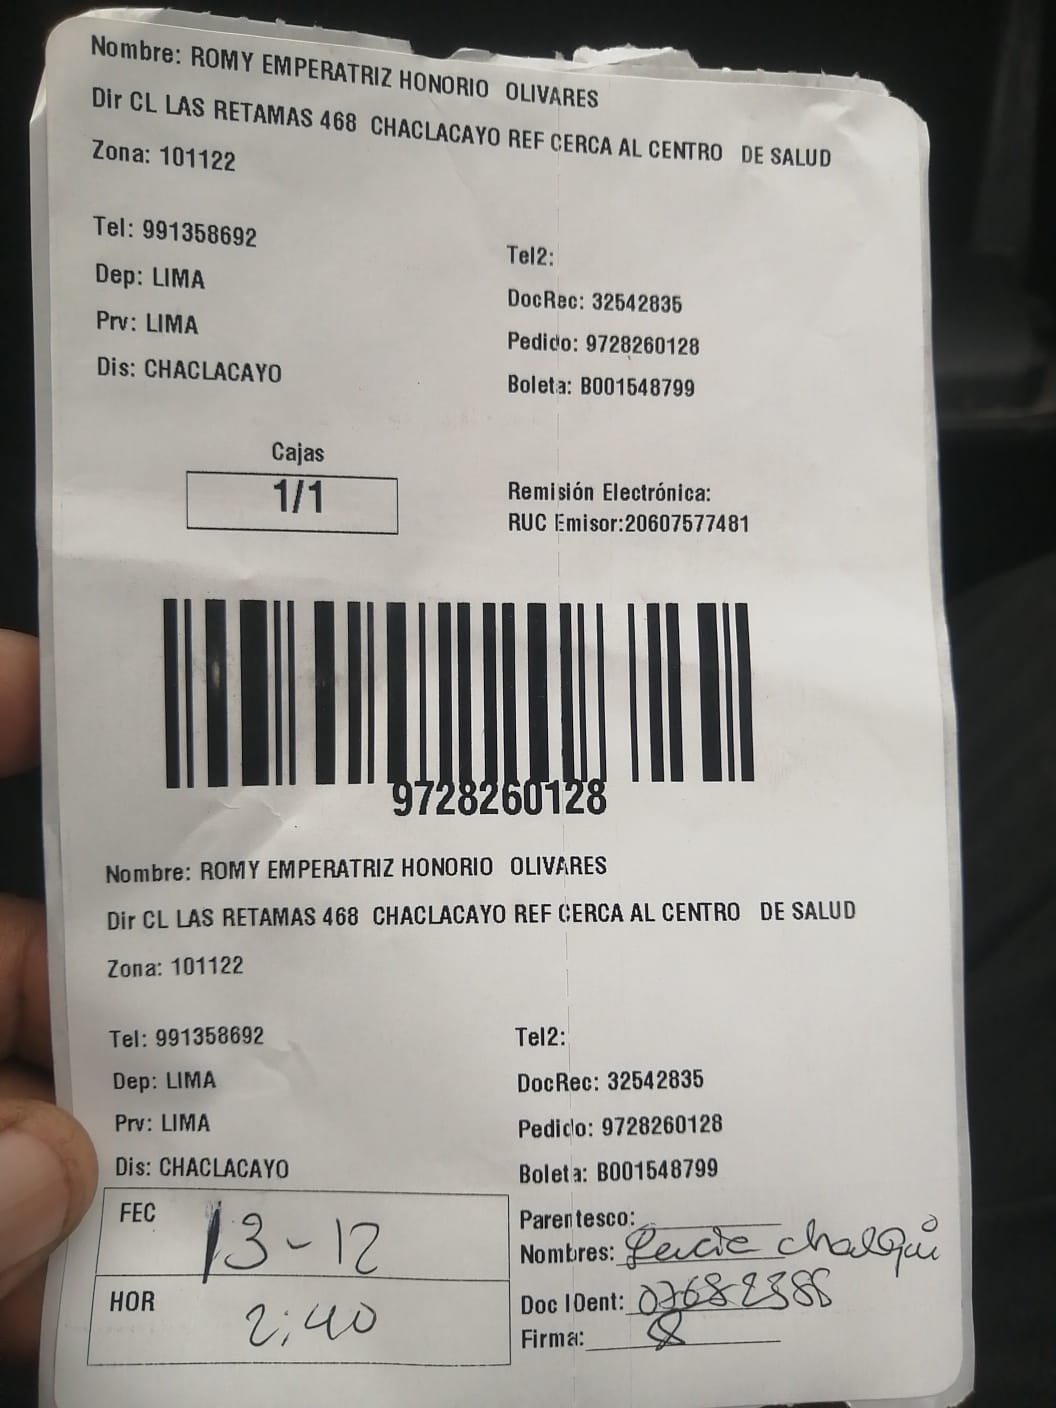 Nombre: ROMY EMPERATRIZ HONORIO OLIVARES
Dir CL LAS RETAMAS 468 CHACLACAYO REF CERCA AL CENTRO DE SALUD
Zona: 101122
Tel: 991358692
Tel2:
Dep: LIMA
DocRec: 32542835
Prv: LIMA
Pedido: 9728260128
Dis: CHACLACAYO
Boleta: B001548799
Cajas
1/1
Remisión Electrónica:
RUC Emisor:20607577481
9728260128
Nombre: ROMY EMPERATRIZ HONORIO OLIVARES
Dir CL LAS RETAMAS 468 CHACLACAYO REF CERCA AL CENTRO DE SALUD
Zona: 101122
Tel: 991358692
Tel2:
Dep: LIMA
DocRec: 32542835
Prv: LIMA
Pedido: 9728260128
Dis: CHACLACAYO
Boleta: B001548799
FEC 13-12
Parentesco:
Nombres:
HOR 2:40
Doc IDent:
Firma: